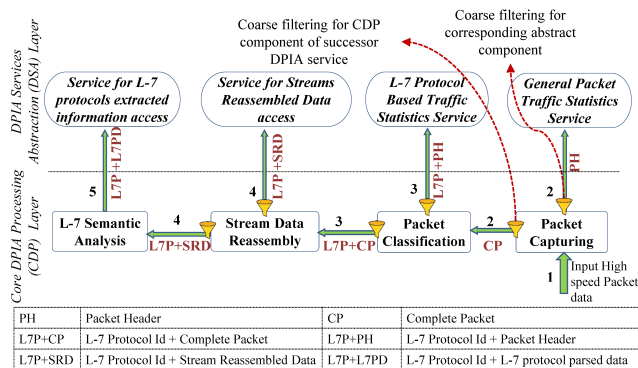 Coarse filtering for CDP
component of successor
DPIA service
Coarse filtering for
corresponding abstract
component
DPIA Services
Abstraction (DSA) Layer
Service for L-7
protocols extracted
information access
Service for Streams
Reassembled Data
access
L-7 Protocol
Based Traffic
Statistics Service
General Packet
Traffic Statistics
Service
5
L7P+L7PD
4
L7P+SRD
3
L7P+PH
2
PH
Core DPIA Processing
(CDP) Layer
L-7 Semantic
Analysis
4
L7P+SRD
Stream Data
Reassembly
3
L7P+CP
Packet
Classification
2
CP
Packet
Capturing
1
Input High
speed Packet
data
PH Packet Header CP Complete Packet
L7P+CP L-7 Protocol Id + Complete Packet L7P+PH L-7 Protocol Id + Packet Header
L7P+SRD L-7 Protocol Id + Stream Reassembled Data L7P+L7PD L-7 Protocol Id + L-7 protocol parsed data